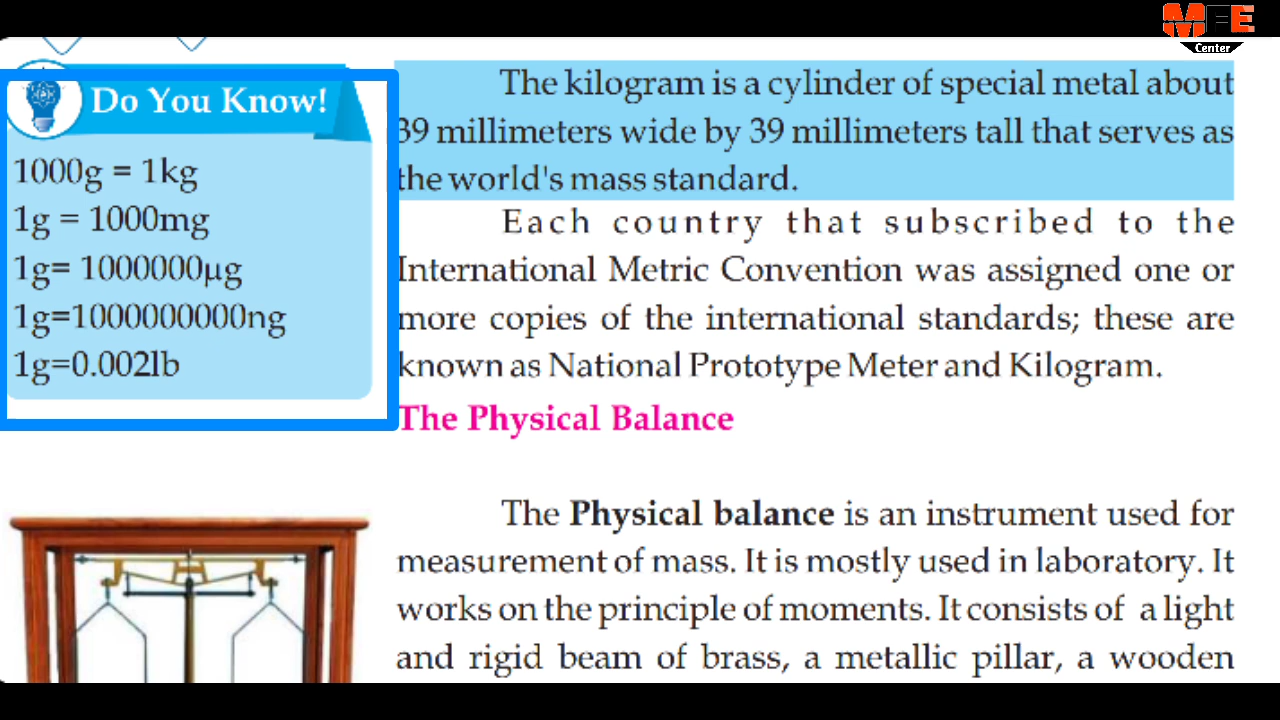 MFE
Center
Do You Know!
1000g = 1kg
1g = 1000mg
1g= 1000000µg
1g=1000000000ng
1g=0.002lb
The kilogram is a cylinder of special metal about
39 millimeters wide by 39 millimeters tall that serves as
the world's mass standard.
Each country that subscribed to the
International Metric Convention was assigned one or
more copies of the international standards; these are
known as National Prototype Meter and Kilogram.
The Physical Balance
The Physical balance is an instrument used for
measurement of mass. It is mostly used in laboratory. It
works on the principle of moments. It consists of a light
and rigid beam of brass, a metallic pillar, a wooden